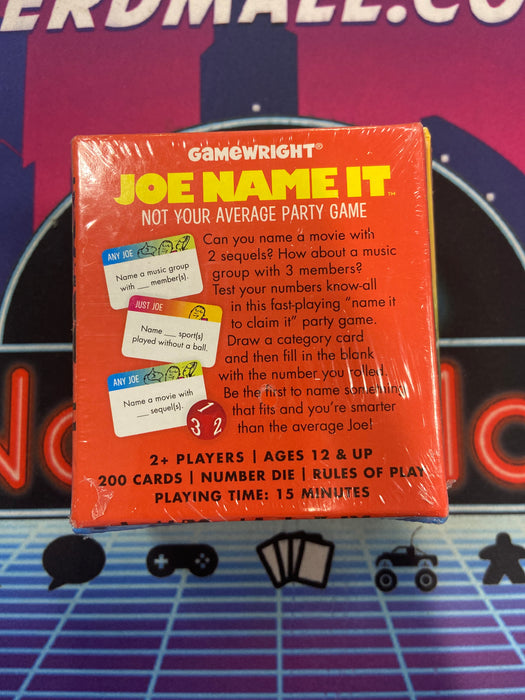 ERDMALL.CO
GAMEWRIGHT®
JOE NAME IT™
NOT YOUR AVERAGE PARTY GAME
Can you name a movie with
2 sequels? How about a music
group with 3 members?
Test your numbers know-all
in this fast-playing "name it
to claim it" party game.
Draw a category card
and then fill in the blank
with the number you rolled.
Be the first to name something
that fits and you're smarter
than the average Joe!
ANY JOE
Name a music group
with ___ member(s).
JUST JOE
Name ___ sport(s)
played without a ball.
ANY JOE
Name a movie with
___ sequel(s).
1
3 2
2+ PLAYERS | AGES 12 & UP
200 CARDS | NUMBER DIE | RULES OF PLAY
PLAYING TIME: 15 MINUTES